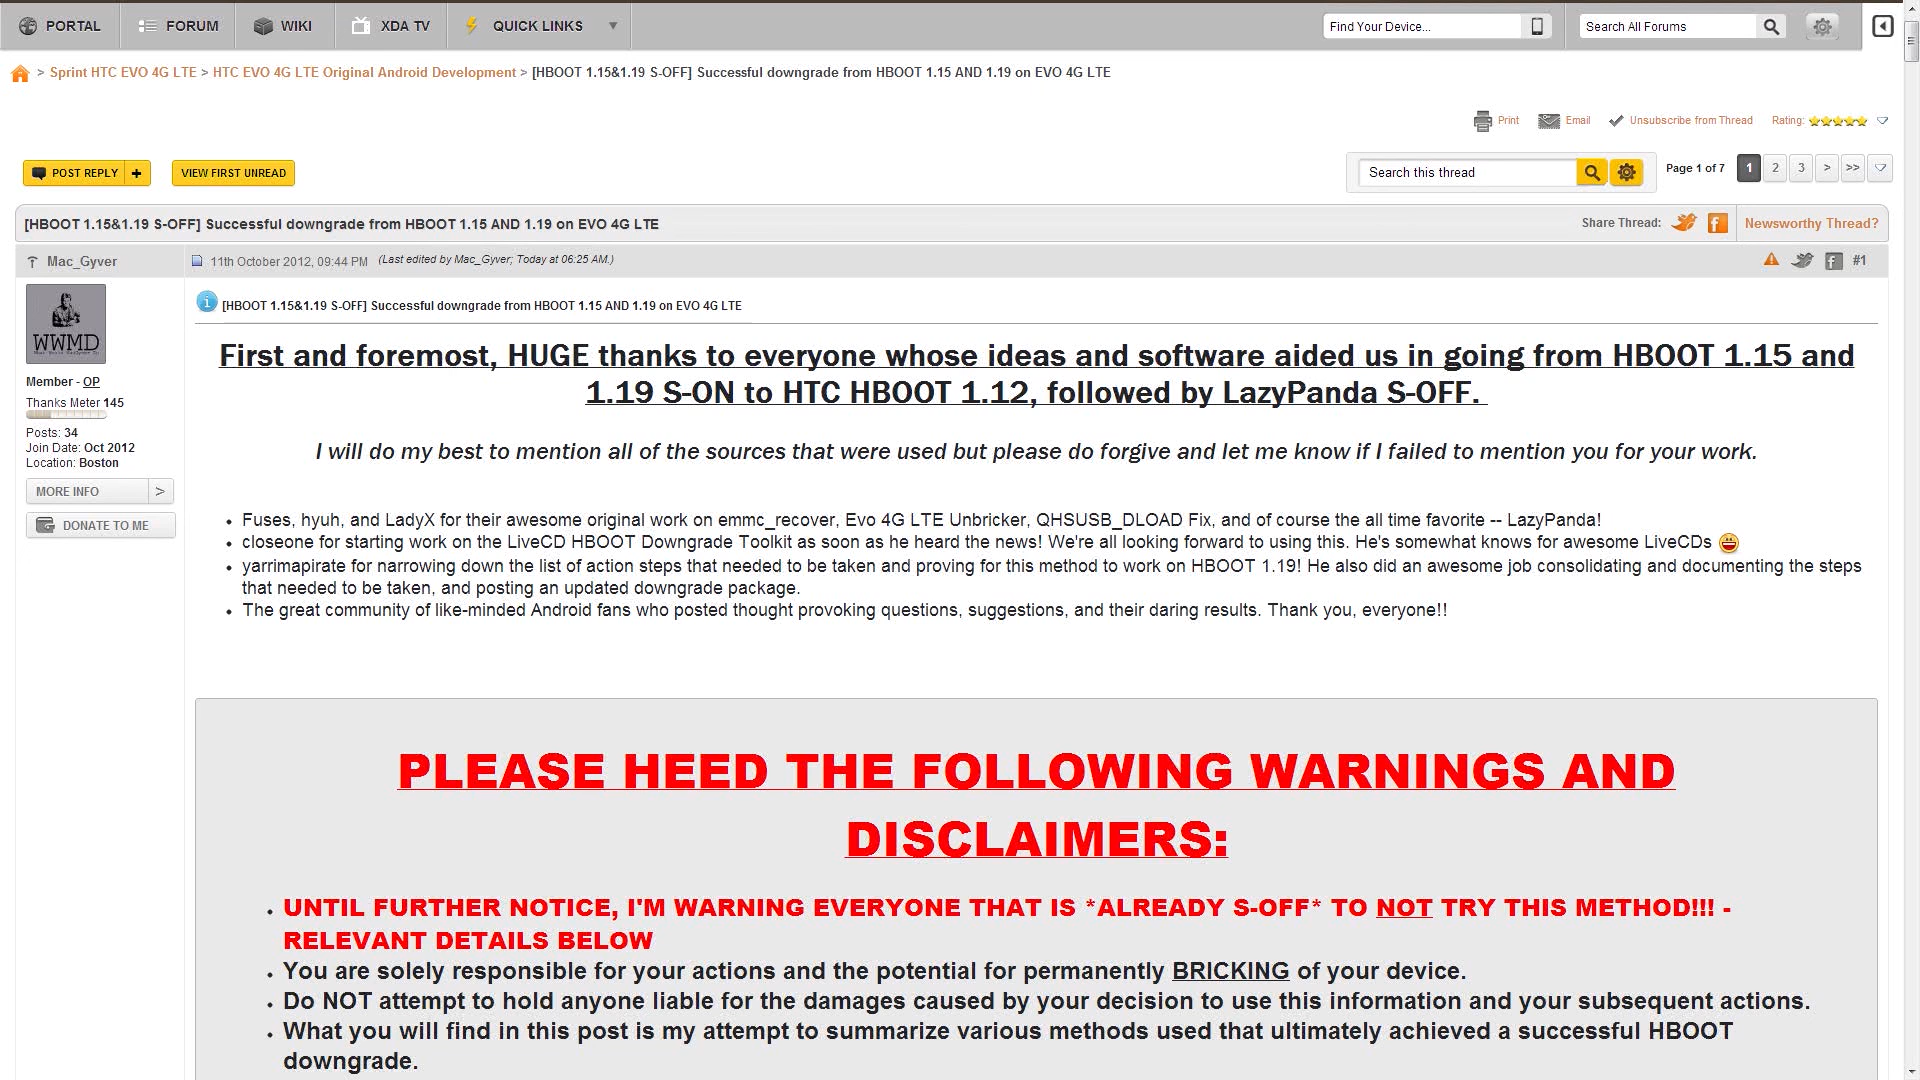 PORTAL FORUM WIKI XDA TV QUICK LINKS Find Your Device... Search All Forums
> Sprint HTC EVO 4G LTE > HTC EVO 4G LTE Original Android Development > [HBOOT 1.15&1.19 S-OFF] Successful downgrade from HBOOT 1.15 AND 1.19 on EVO 4G LTE
Print Email Unsubscribe from Thread Rating:
POST REPLY + VIEW FIRST UNREAD Search this thread Page 1 of 7 1 2 3 > >>
[HBOOT 1.15&1.19 S-OFF] Successful downgrade from HBOOT 1.15 AND 1.19 on EVO 4G LTE Share Thread: Newsworthy Thread?
Mac_Gyver 11th October 2012, 09:44 PM (Last edited by Mac_Gyver; Today at 06:25 AM.) #1
WWMD
Member - OP
Thanks Meter 145
Posts: 34
Join Date: Oct 2012
Location: Boston
MORE INFO >
DONATE TO ME
[HBOOT 1.15&1.19 S-OFF] Successful downgrade from HBOOT 1.15 AND 1.19 on EVO 4G LTE
First and foremost, HUGE thanks to everyone whose ideas and software aided us in going from HBOOT 1.15 and
1.19 S-ON to HTC HBOOT 1.12, followed by LazyPanda S-OFF.
I will do my best to mention all of the sources that were used but please do forgive and let me know if I failed to mention you for your work.
• Fuses, hyuh, and LadyX for their awesome original work on emmc_recover, Evo 4G LTE Unbricker, QHSUSB_DLOAD Fix, and of course the all time favorite -- LazyPanda!
• closeone for starting work on the LiveCD HBOOT Downgrade Toolkit as soon as he heard the news! We're all looking forward to using this. He's somewhat knows for awesome LiveCDs
• yarrimapirate for narrowing down the list of action steps that needed to be taken and proving for this method to work on HBOOT 1.19! He also did an awesome job consolidating and documenting the steps
that needed to be taken, and posting an updated downgrade package.
• The great community of like-minded Android fans who posted thought provoking questions, suggestions, and their daring results. Thank you, everyone!!
PLEASE HEED THE FOLLOWING WARNINGS AND
DISCLAIMERS:
• UNTIL FURTHER NOTICE, I'M WARNING EVERYONE THAT IS *ALREADY S-OFF* TO NOT TRY THIS METHOD!!! -
RELEVANT DETAILS BELOW
• You are solely responsible for your actions and the potential for permanently BRICKING of your device.
• Do NOT attempt to hold anyone liable for the damages caused by your decision to use this information and your subsequent actions.
• What you will find in this post is my attempt to summarize various methods used that ultimately achieved a successful HBOOT
downgrade.